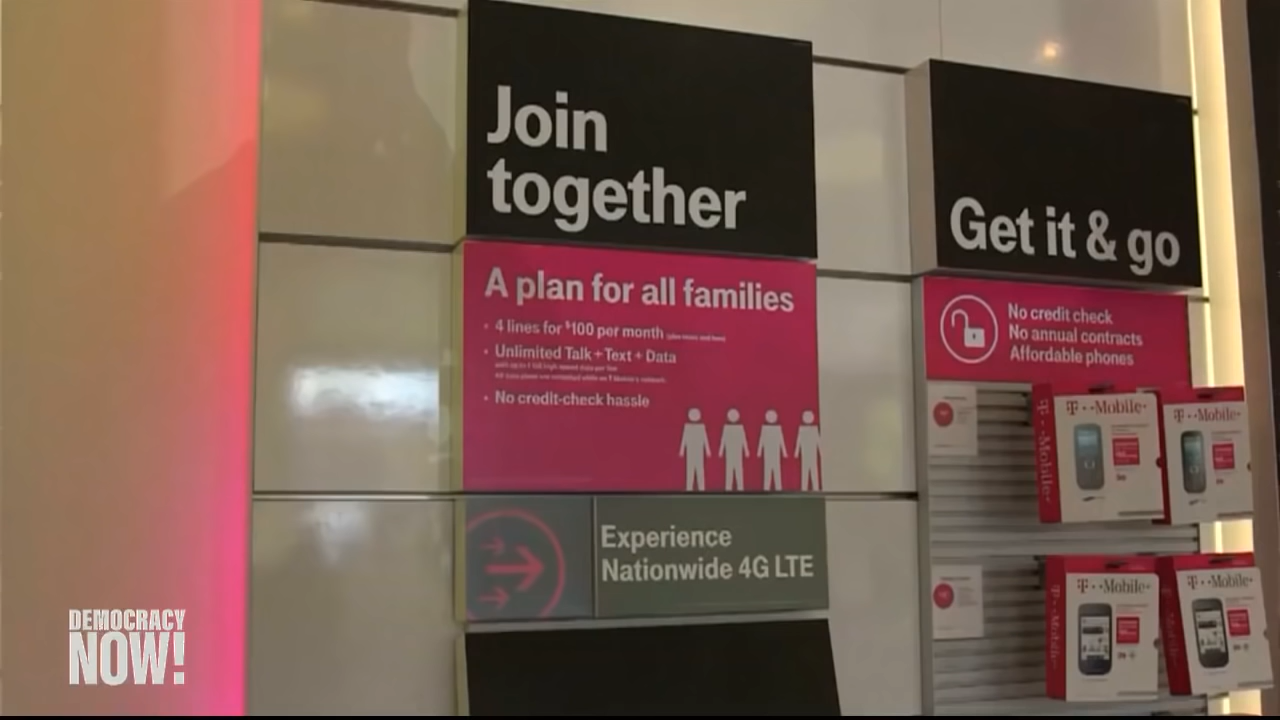 Join
together
A plan for all families
• 4 lines for $100 per month
• Unlimited Talk + Text + Data
• No credit-check hassle
Experience
Nationwide 4G LTE
Get it & go
No credit check
No annual contracts
Affordable phones
T··Mobile·
T··Mobile·
T··Mobile·
T··Mobile·
T··Mobile·
T··Mobile·
DEMOCRACY
NOW!